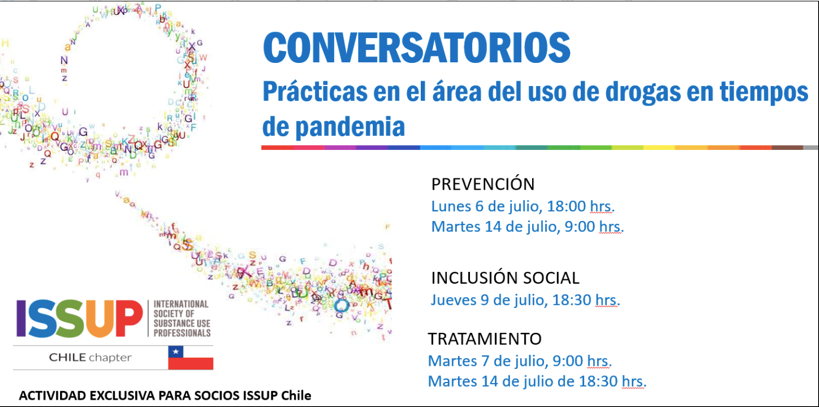 CONVERSATORIOS
Prácticas en el área del uso de drogas en tiempos
de pandemia
PREVENCIÓN
Lunes 6 de julio, 18:00 hrs.
Martes 14 de julio, 9:00 hrs.
INCLUSIÓN SOCIAL
Jueves 9 de julio, 18:30 hrs.
TRATAMIENTO
Martes 7 de julio, 9:00 hrs.
Martes 14 de julio de 18:30 hrs.
ISSUP
INTERNATIONAL
SOCIETY OF
SUBSTANCE USE
PROFESSIONALS
CHILE chapter
ACTIVIDAD EXCLUSIVA PARA SOCIOS ISSUP Chile